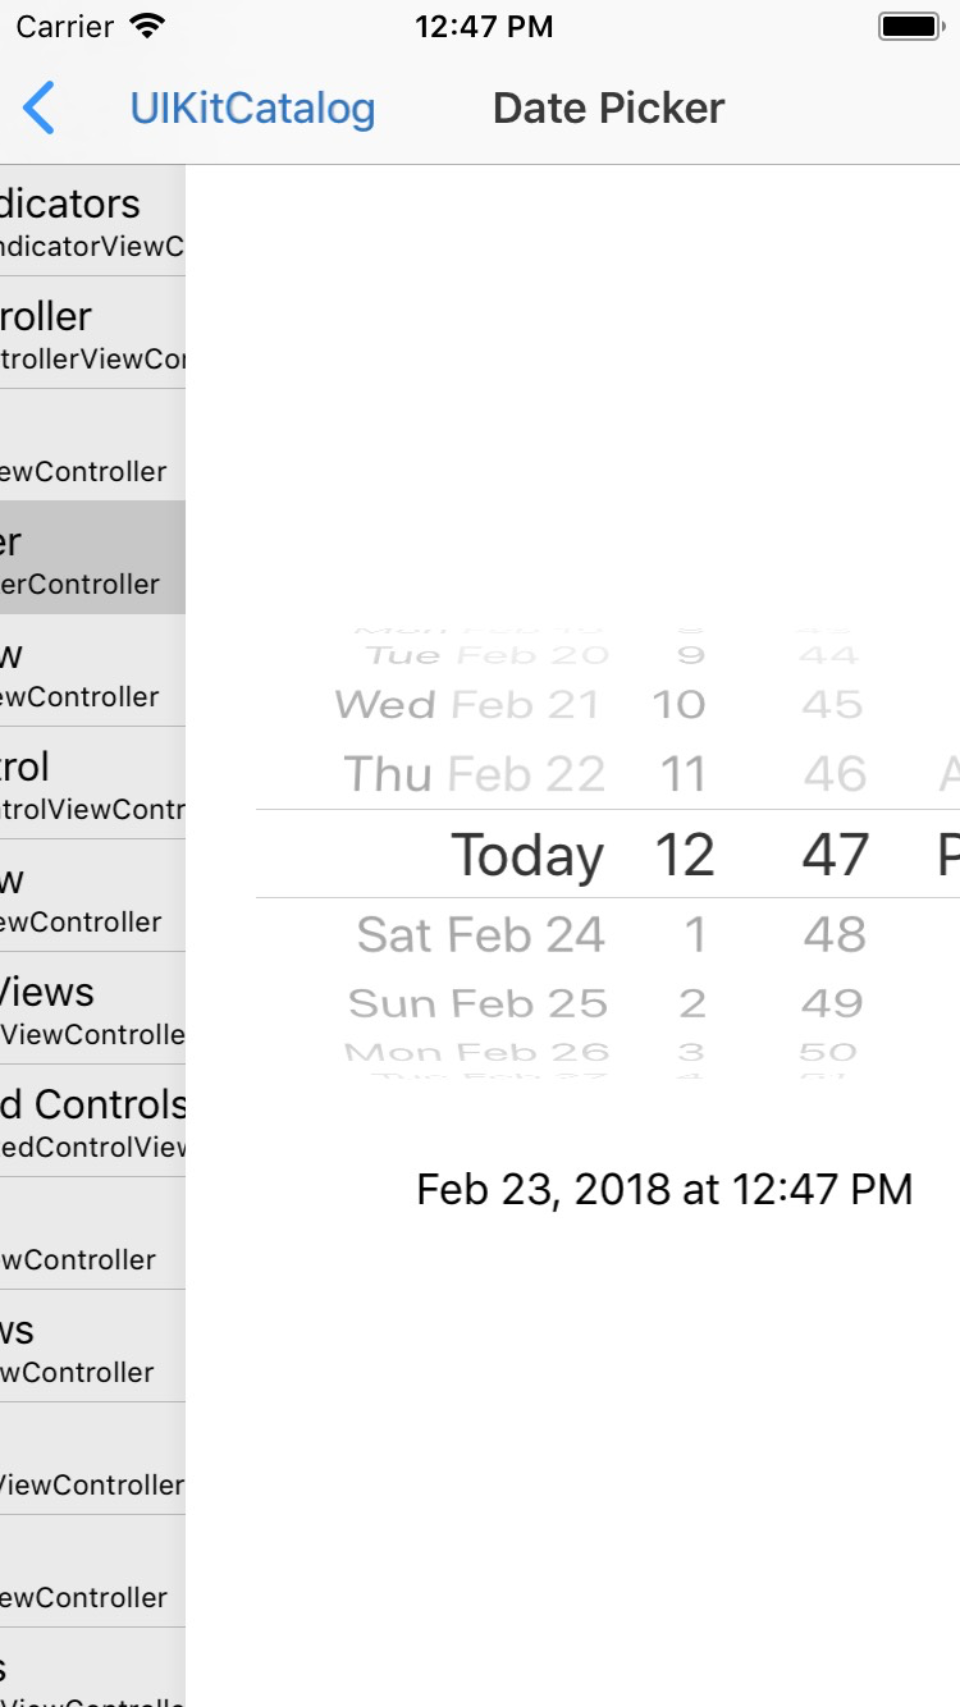 Carrier 12:47 PM
UIKitCatalog Date Picker
dicators
ndicatorViewC
roller
trollerViewCo
ewController
er
erController
w
ewController
trol
ntrolViewContr
w
ewController
Views
ViewControlle
d Controls
edControlView
wController
ws
wController
ViewController
ewController
s
Tue Feb 20 9 44
Wed Feb 21 10 45
Thu Feb 22 11 46 A
Today 12 47 P
Sat Feb 24 1 48
Sun Feb 25 2 49
Mon Feb 26 3 50
Feb 23, 2018 at 12:47 PM